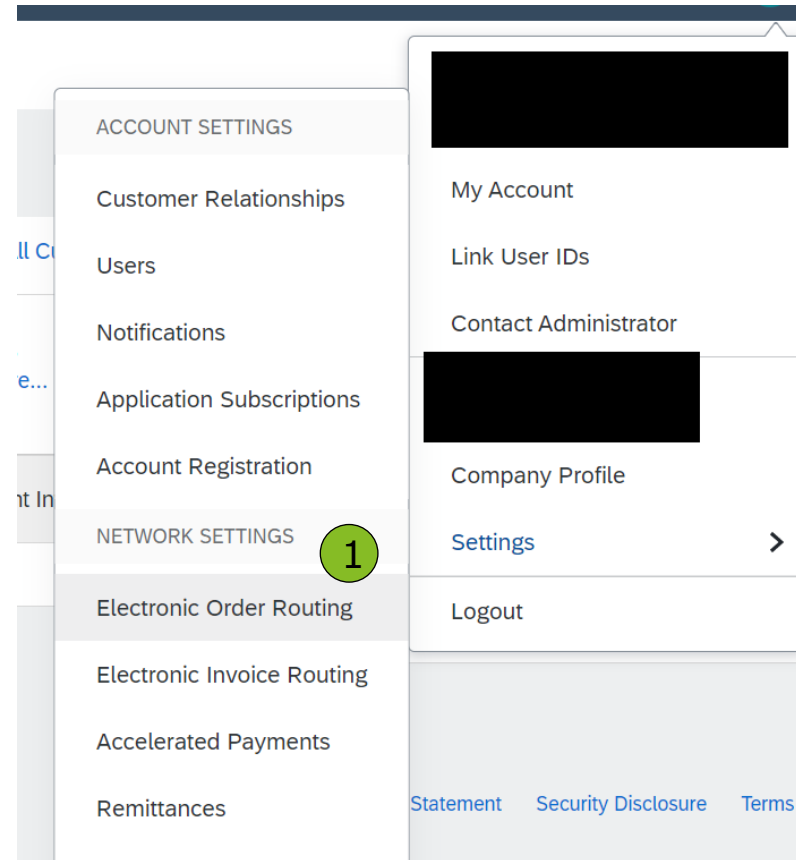 ACCOUNT SETTINGS
Customer Relationships
Users
Notifications
Application Subscriptions
Account Registration
NETWORK SETTINGS
1
Electronic Order Routing
Electronic Invoice Routing
Accelerated Payments
Remittances
My Account
Link User IDs
Contact Administrator
Company Profile
Settings
Logout
Statement Security Disclosure Terms